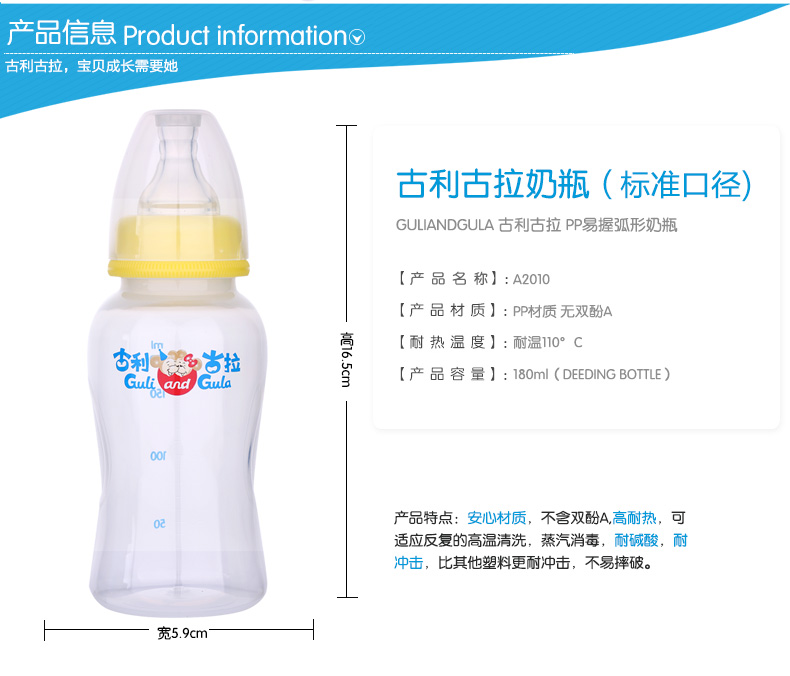 产品信息 Product information
古利古拉，宝贝成长需要她
古利古拉奶瓶（标准口径)
GULIANDGULA 古利古拉 PP易握弧形奶瓶
【产品名称】: A2010
【产品材质】: PP材质 无双酚A
【耐热温度】: 耐温110°C
【产品容量】: 180ml（DEEDING BOTTLE）
高16.5cm
古利 古拉
Guli and Gula
ml
150
100
50
产品特点：安心材质，不含双酚A,高耐热，可
适应反复的高温清洗，蒸汽消毒，耐碱酸，耐
冲击，比其他塑料更耐冲击，不易摔破。
宽5.9cm